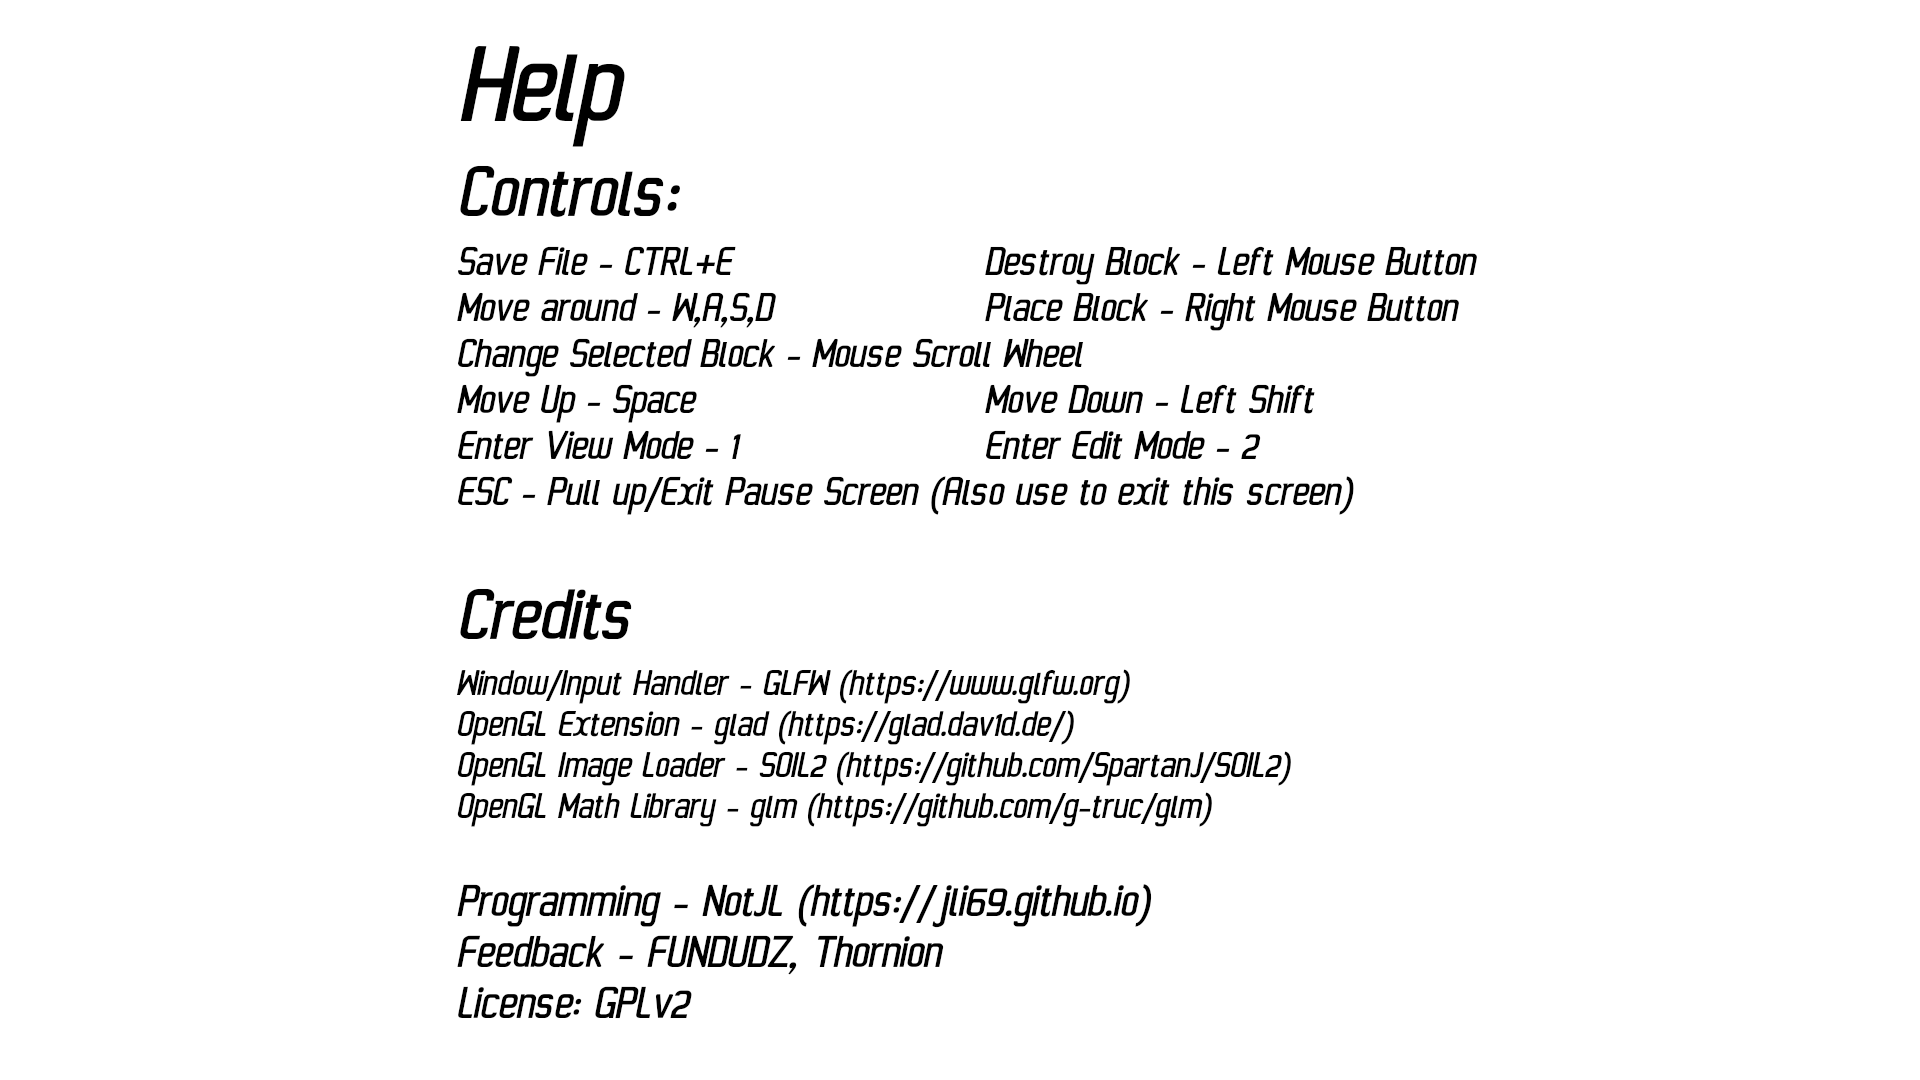 Help
Controls:
Save File - CTRL+E Destroy Block - Left Mouse Button
Move around - W,A,S,D Place Block - Right Mouse Button
Change Selected Block - Mouse Scroll Wheel
Move Up - Space Move Down - Left Shift
Enter View Mode - 1 Enter Edit Mode - 2
ESC - Pull up/Exit Pause Screen (Also use to exit this screen)
Credits
Window/Input Handler - GLFW (https://www.glfw.org)
OpenGL Extension - glad (https://glad.dav1d.de/)
OpenGL Image Loader - SOIL2 (https://github.com/SpartanJ/SOIL2)
OpenGL Math Library - glm (https://github.com/g-truc/glm)
Programming - NotJL (https://jli69.github.io)
Feedback - FUNDUDZ, Thornion
License: GPLv2